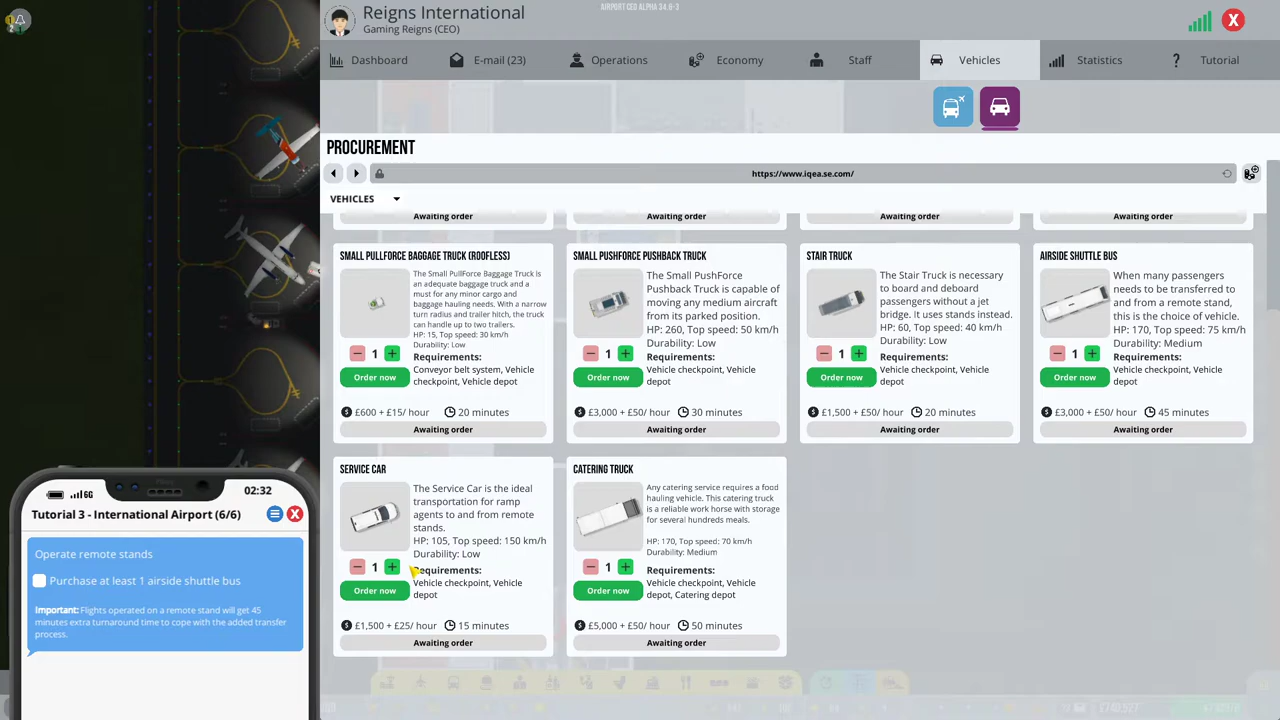 AIRPORT CEO ALPHA 34.6-3
Reigns International
Gaming Reigns (CEO)
Dashboard
E-mail (23)
Operations
Economy
Staff
Vehicles
Statistics
Tutorial
PROCUREMENT
https://www.iqea.se.com/
VEHICLES
Awaiting order
Awaiting order
Awaiting order
Awaiting order
SMALL PULLFORCE BAGGAGE TRUCK (ROOFLESS)
The Small PullForce Baggage Truck is
an adequate baggage truck and a
must for any minor cargo and
baggage hauling needs. With a narrow
turn radius and trailer hitch, the truck
can handle up to two trailers.
HP: 15, Top speed: 30 km/h
Durability: Low
1
Requirements:
Order now
Conveyor belt system, Vehicle
checkpoint, Vehicle depot
£600 + £15/ hour
20 minutes
Awaiting order
SMALL PUSHFORCE PUSHBACK TRUCK
The Small PushForce
Pushback Truck is capable of
moving any medium aircraft
from its parked position.
HP: 260, Top speed: 50 km/h
Durability: Low
1
Requirements:
Order now
Vehicle checkpoint, Vehicle
depot
£3,000 + £50/ hour
30 minutes
Awaiting order
STAIR TRUCK
The Stair Truck is necessary
to board and deboard
passengers without a jet
bridge. It uses stands instead.
HP: 60, Top speed: 40 km/h
Durability: Low
1
Requirements:
Order now
Vehicle checkpoint, Vehicle
depot
£1,500 + £50/ hour
20 minutes
Awaiting order
AIRSIDE SHUTTLE BUS
When many passengers
needs to be transferred to
and from a remote stand,
this is the choice of vehicle.
HP: 170, Top speed: 75 km/h
Durability: Medium
1
Requirements:
Order now
Vehicle checkpoint, Vehicle
depot
£3,000 + £50/ hour
45 minutes
Awaiting order
SERVICE CAR
The Service Car is the ideal
transportation for ramp
agents to and from remote
stands.
HP: 105, Top speed: 150 km/h
Durability: Low
1
Requirements:
Order now
Vehicle checkpoint, Vehicle
depot
£1,500 + £25/ hour
15 minutes
Awaiting order
CATERING TRUCK
Any catering service requires a food
hauling vehicle. This catering truck
is a reliable work horse with storage
for several hundreds meals.
HP: 170, Top speed: 70 km/h
Durability: Medium
1
Requirements:
Order now
Vehicle checkpoint, Vehicle
depot, Catering depot
£5,000 + £50/ hour
50 minutes
Awaiting order
6G
02:32
Tutorial 3 - International Airport (6/6)
Operate remote stands
Purchase at least 1 airside shuttle bus
Important: Flights operated on a remote stand will get 45
minutes extra turnaround time to cope with the added transfer
process.